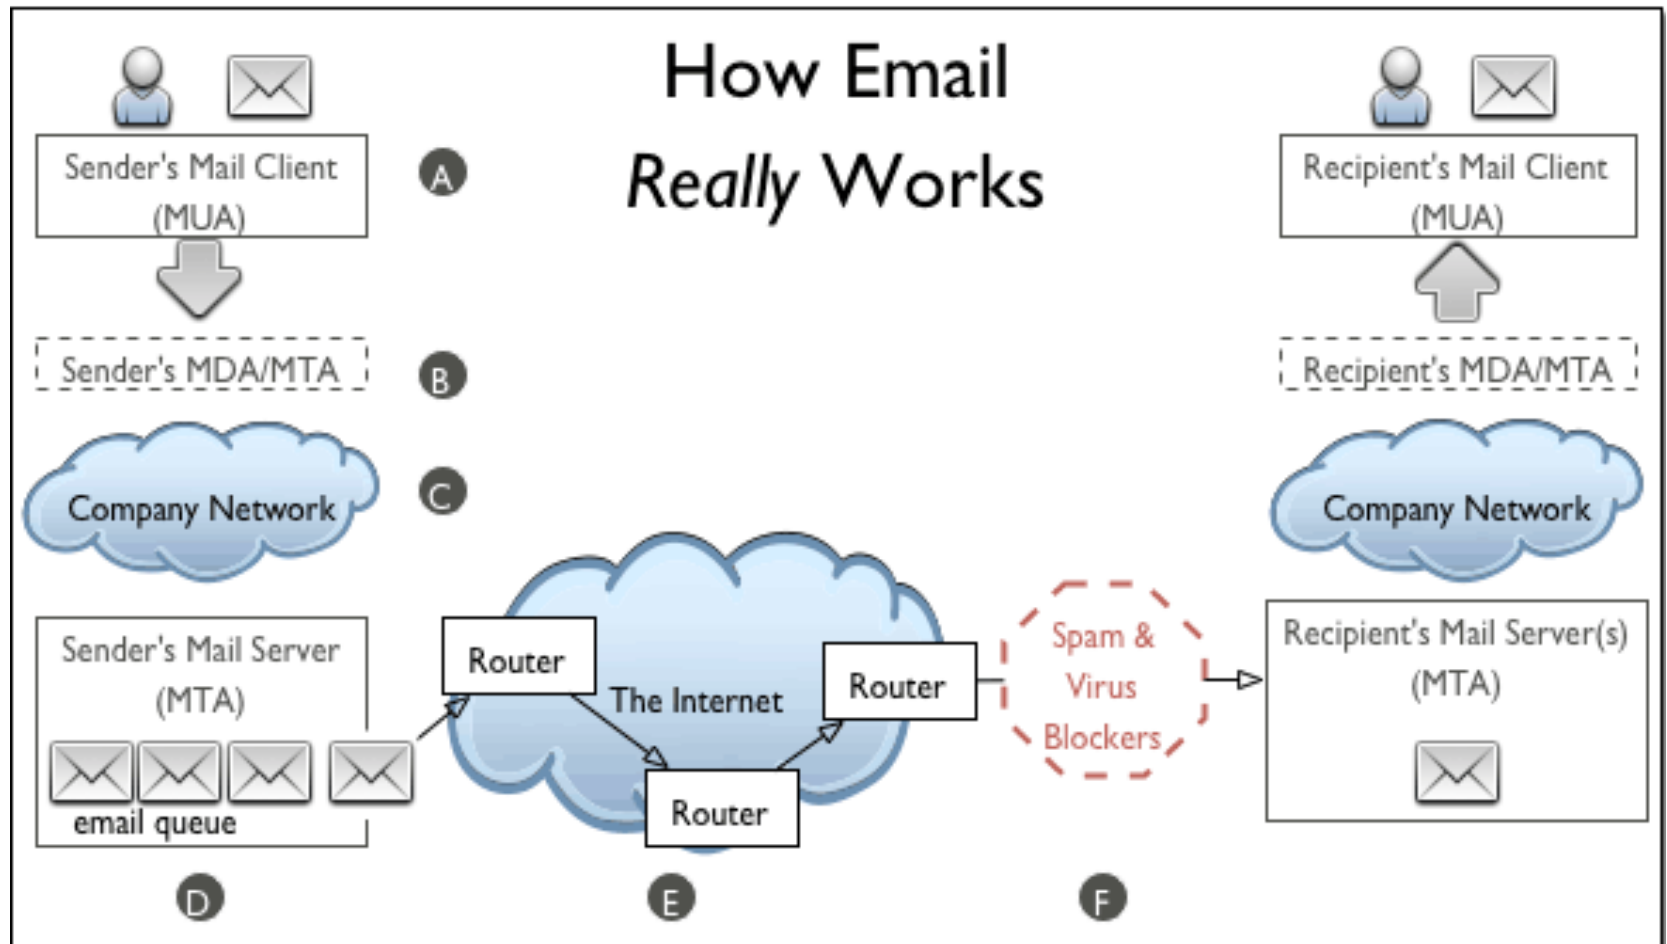 How Email
Really Works
Sender's Mail Client
(MUA)
A
Recipient's Mail Client
(MUA)
Sender's MDA/MTA
B
Recipient's MDA/MTA
Company Network
C
Company Network
Sender's Mail Server
(MTA)
email queue
Router
The Internet
Router
Router
Spam &
Virus
Blockers
Recipient's Mail Server(s)
(MTA)
D
E
F